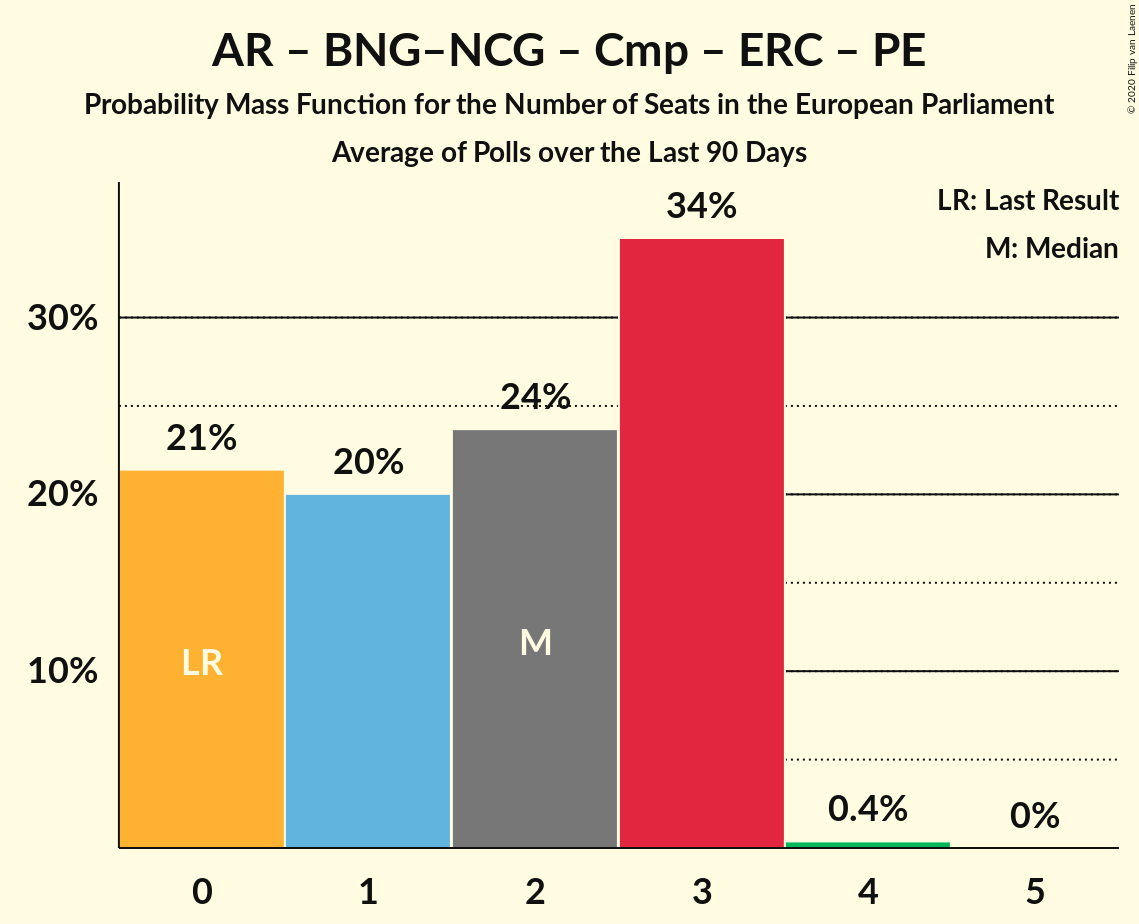 AR – BNG–NCG – Cmp – ERC – PE
Probability Mass Function for the Number of Seats in the European Parliament
Average of Polls over the Last 90 Days
© 2020 Filip van Laenen
LR: Last Result
M: Median
34%
30%
24%
21%
20%
20%
LR
M
10%
0.4%
0%
0 1 2 3 4 5